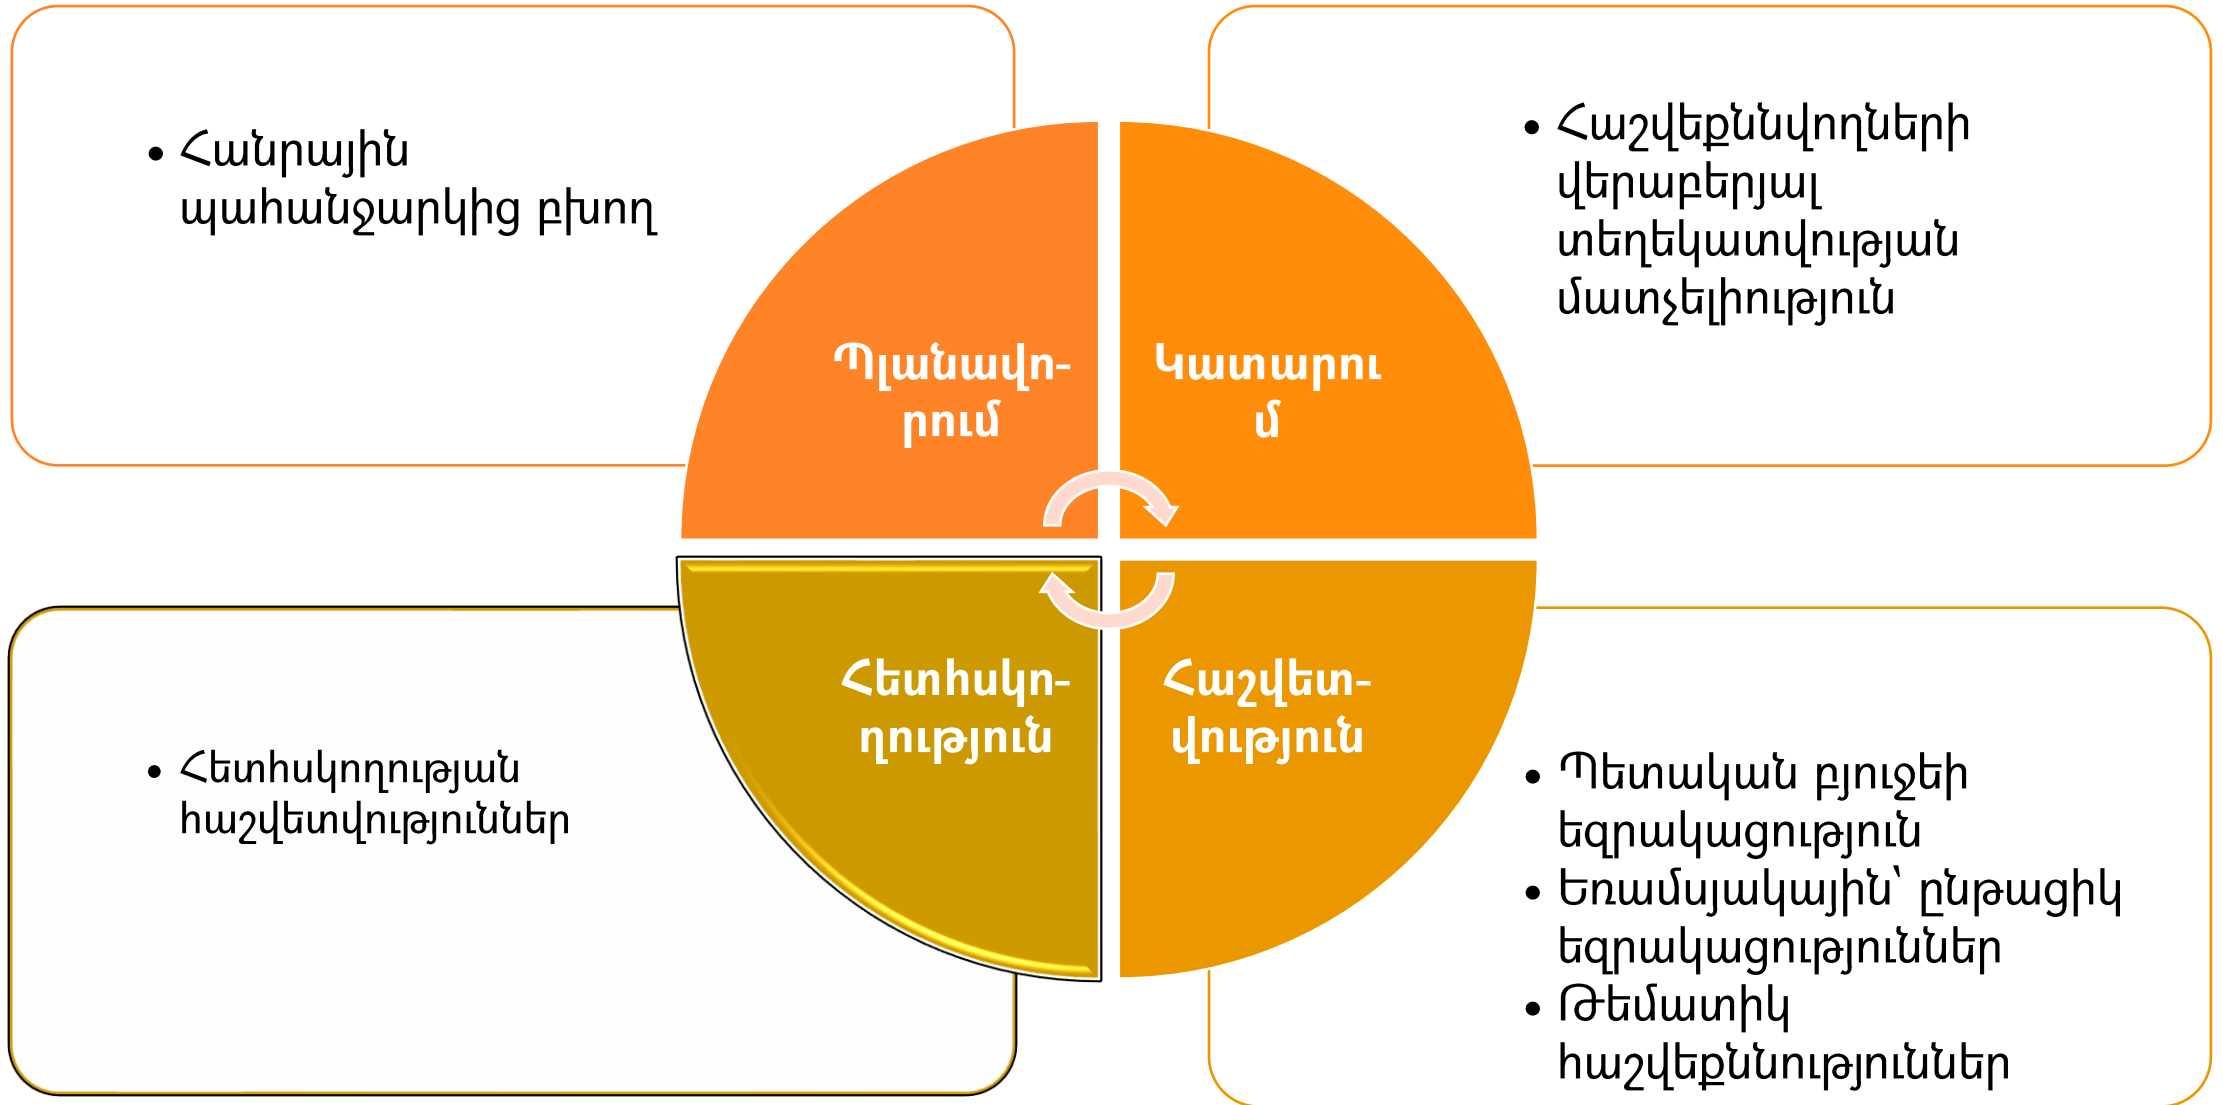 • Հանրային
պահանջարկից բխող
• Հաշվեքննվողների
վերաբերյալ
տեղեկատվության
մատչելիություն
Պլանավո-
րում
Կատարու
մ
Հետհսկո-
ղություն
Հաշվետ-
վություն
• Հետհսկողության
հաշվետվություններ
• Պետական բյուջեի
եզրակացություն
• Եռամսյակային՝ ընթացիկ
եզրակացություններ
• Թեմատիկ
հաշվեքննություններ